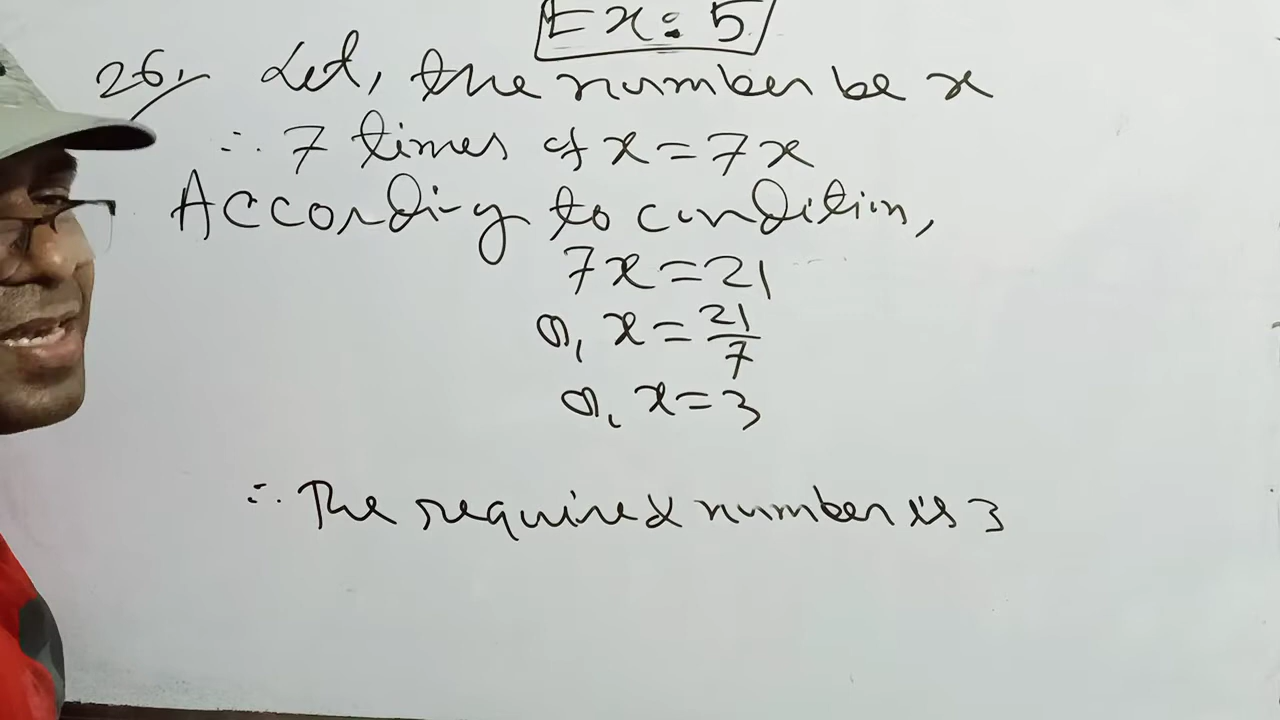 Ex: 5
26, Let, the number be x
∴ 7 times of x = 7x
According to condition,
7x = 21
or, x = 21/7
or, x = 3
∴ The required number is 3